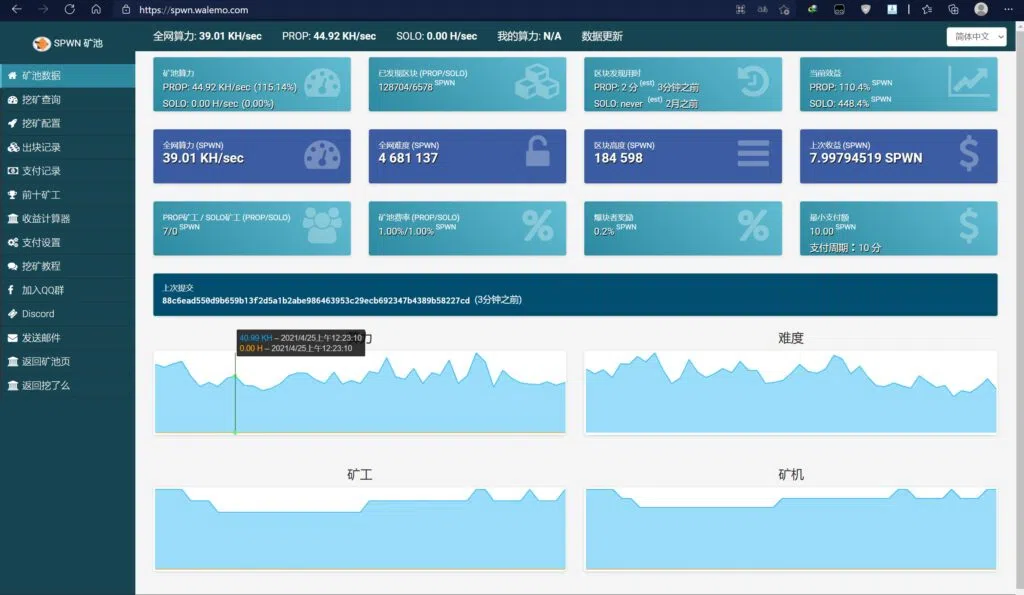 https://spwn.walemo.com
SPWN 矿池
全网算力: 39.01 KH/sec
PROP: 44.92 KH/sec
SOLO: 0.00 H/sec
我的算力: N/A
数据更新
简体中文
矿池数据
挖矿查询
挖矿配置
出块记录
支付记录
前十矿工
收益计算器
支付设置
挖矿教程
加入QQ群
Discord
发送邮件
返回矿池页
返回挖了么
矿池算力
PROP: 44.92 KH/sec (115.14%)
SOLO: 0.00 H/sec (0.00%)
已发现区块 (PROP/SOLO)
128704/6578 SPWN
区块发现用时
PROP: 2 分 (est) 3分钟之前
SOLO: never (est) 2月之前
当前效益
PROP: 110.4% SPWN
SOLO: 448.4% SPWN
全网算力 (SPWN)
39.01 KH/sec
全网难度 (SPWN)
4 681 137
区块高度 (SPWN)
184 598
上次收益 (SPWN)
7.99794519 SPWN
PROP矿工 / SOLO矿工 (PROP/SOLO)
7/0 SPWN
矿池费率 (PROP/SOLO)
1.00%/1.00% SPWN
爆块者奖励
0.2% SPWN
最小支付额
10.00 SPWN
支付周期：10 分
上次提交
88c6ead550d9b659b13f2d5a1b2abe986463953c29ecb692347b4389b58227cd (3分钟之前)
力
40.99 KH – 2021/4/25上午12:23:10
0.00 H – 2021/4/25上午12:23:10
难度
矿工
矿机